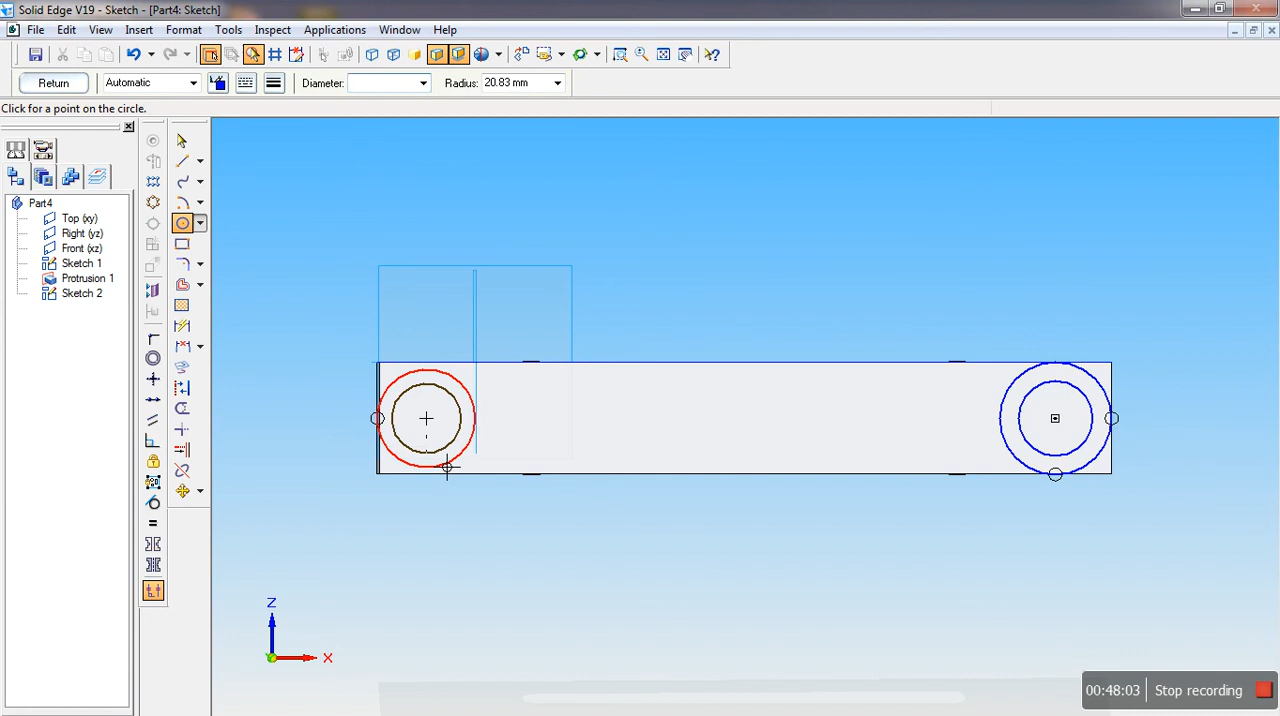 Solid Edge V19 - Sketch - [Part4: Sketch]
File Edit View Insert Format Tools Inspect Applications Window Help
Return Automatic Diameter: Radius: 20.83 mm
Click for a point on the circle.
Part4
Top (xy)
Right (yz)
Front (xz)
Sketch 1
Protrusion 1
Sketch 2
Z
X
00:48:03 Stop recording